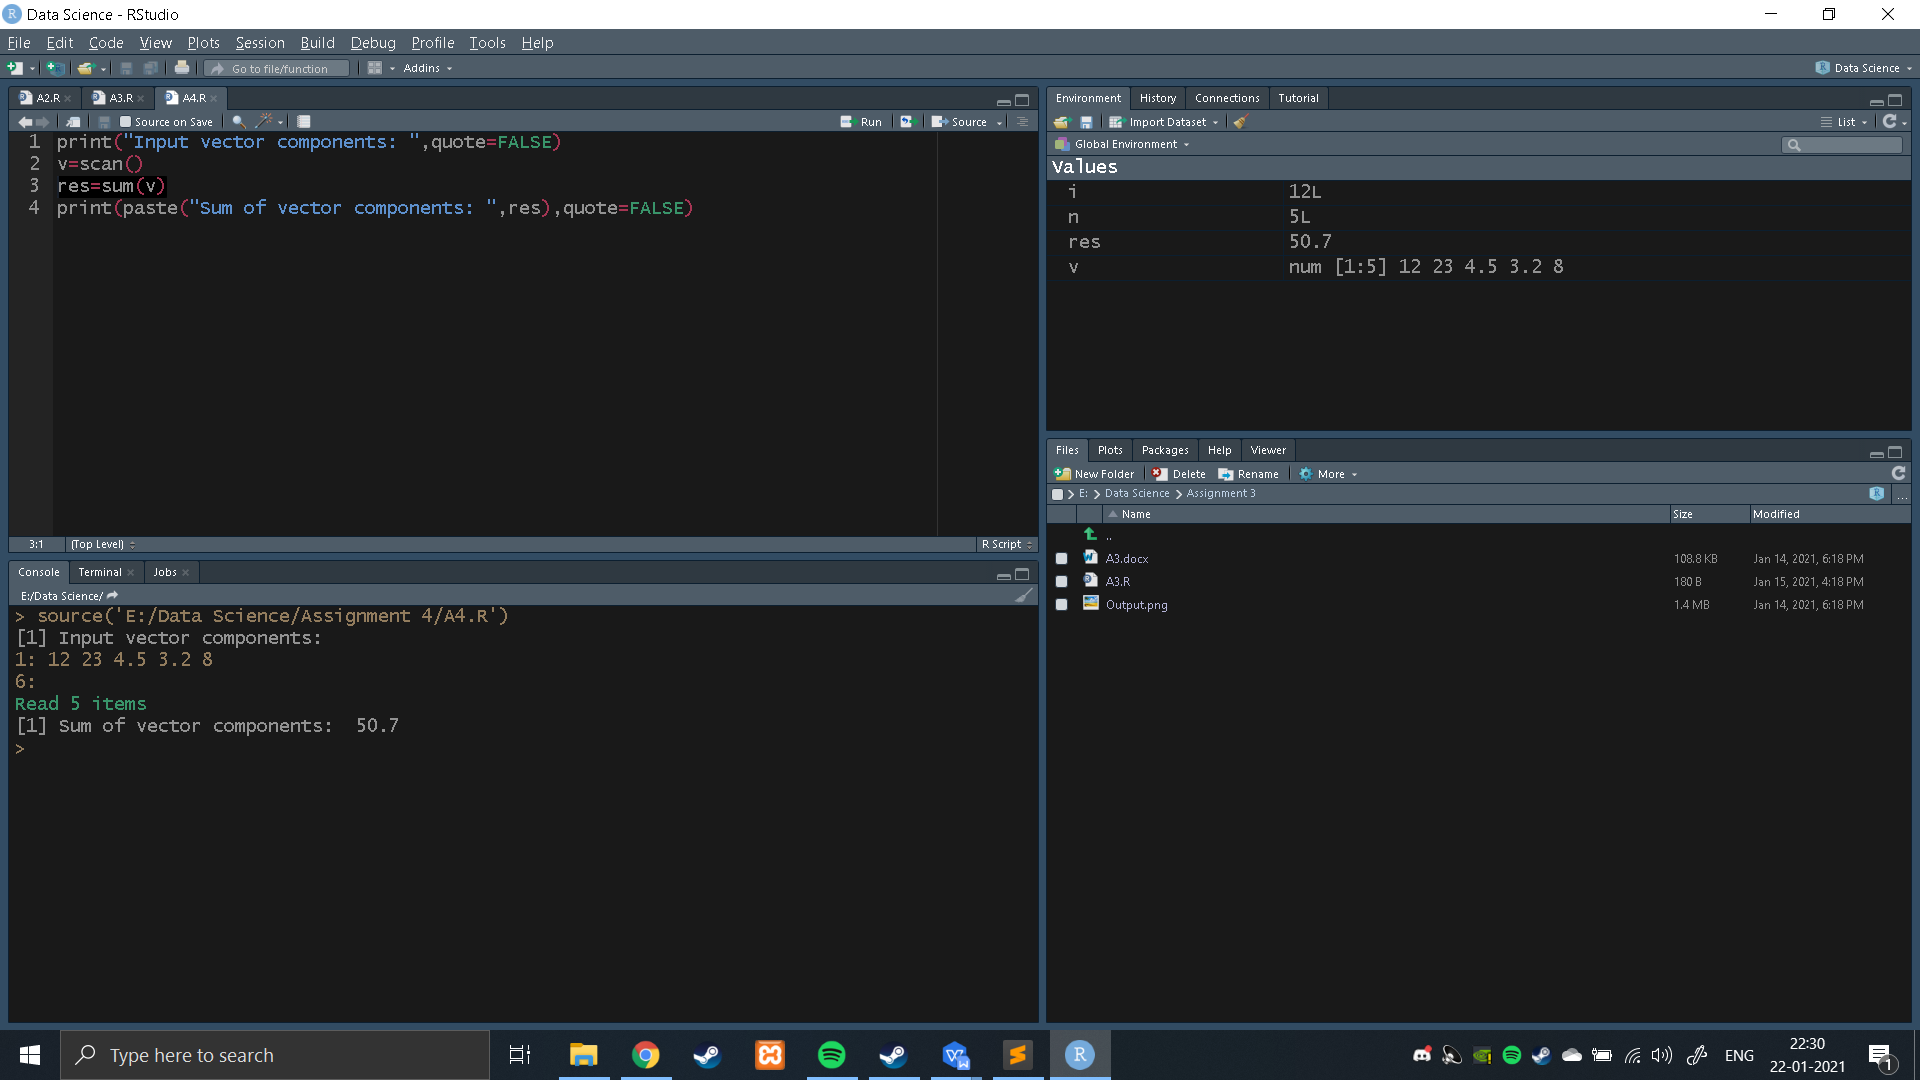 Data Science - RStudio
File Edit Code View Plots Session Build Debug Profile Tools Help
Go to file/function Addins Data Science
A2.R A3.R A4.R
Source on Save Run Source
1 print("Input vector components: ",quote=FALSE)
2 v=scan()
3 res=sum(v)
4 print(paste("Sum of vector components: ",res),quote=FALSE)
3:1 (Top Level) R Script
Console Terminal Jobs
E:/Data Science/
> source('E:/Data Science/Assignment 4/A4.R')
[1] Input vector components:
1: 12 23 4.5 3.2 8
6:
Read 5 items
[1] Sum of vector components:  50.7
>
Environment History Connections Tutorial
Import Dataset List
Global Environment
Values
i 12L
n 5L
res 50.7
v num [1:5] 12 23 4.5 3.2 8
Files Plots Packages Help Viewer
New Folder Delete Rename More
E: Data Science Assignment 3
...
Name Size Modified
..
A3.docx 108.8 KB Jan 14, 2021, 6:18 PM
A3.R 180 B Jan 15, 2021, 4:18 PM
Output.png 1.4 MB Jan 14, 2021, 6:18 PM
Type here to search
R
ENG
22:30
22-01-2021
1